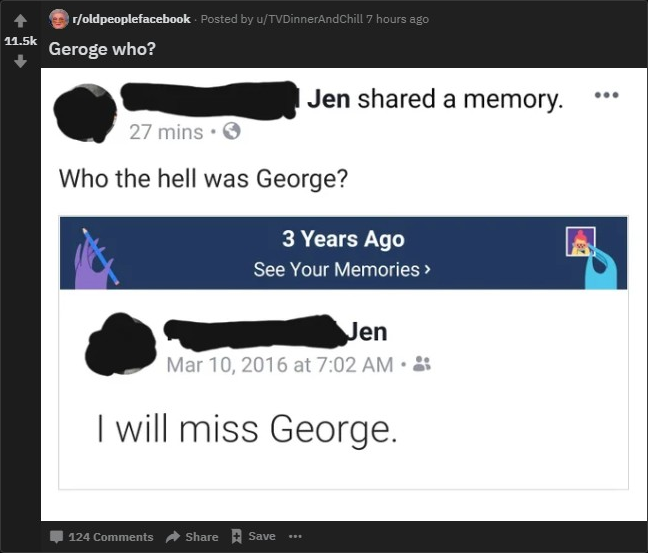 r/oldpeoplefacebook · Posted by u/TVDinnerAndChill 7 hours ago
11.5k
Geroge who?
Jen shared a memory.
27 mins ·
Who the hell was George?
3 Years Ago
See Your Memories ›
Jen
Mar 10, 2016 at 7:02 AM ·
I will miss George.
124 Comments Share Save